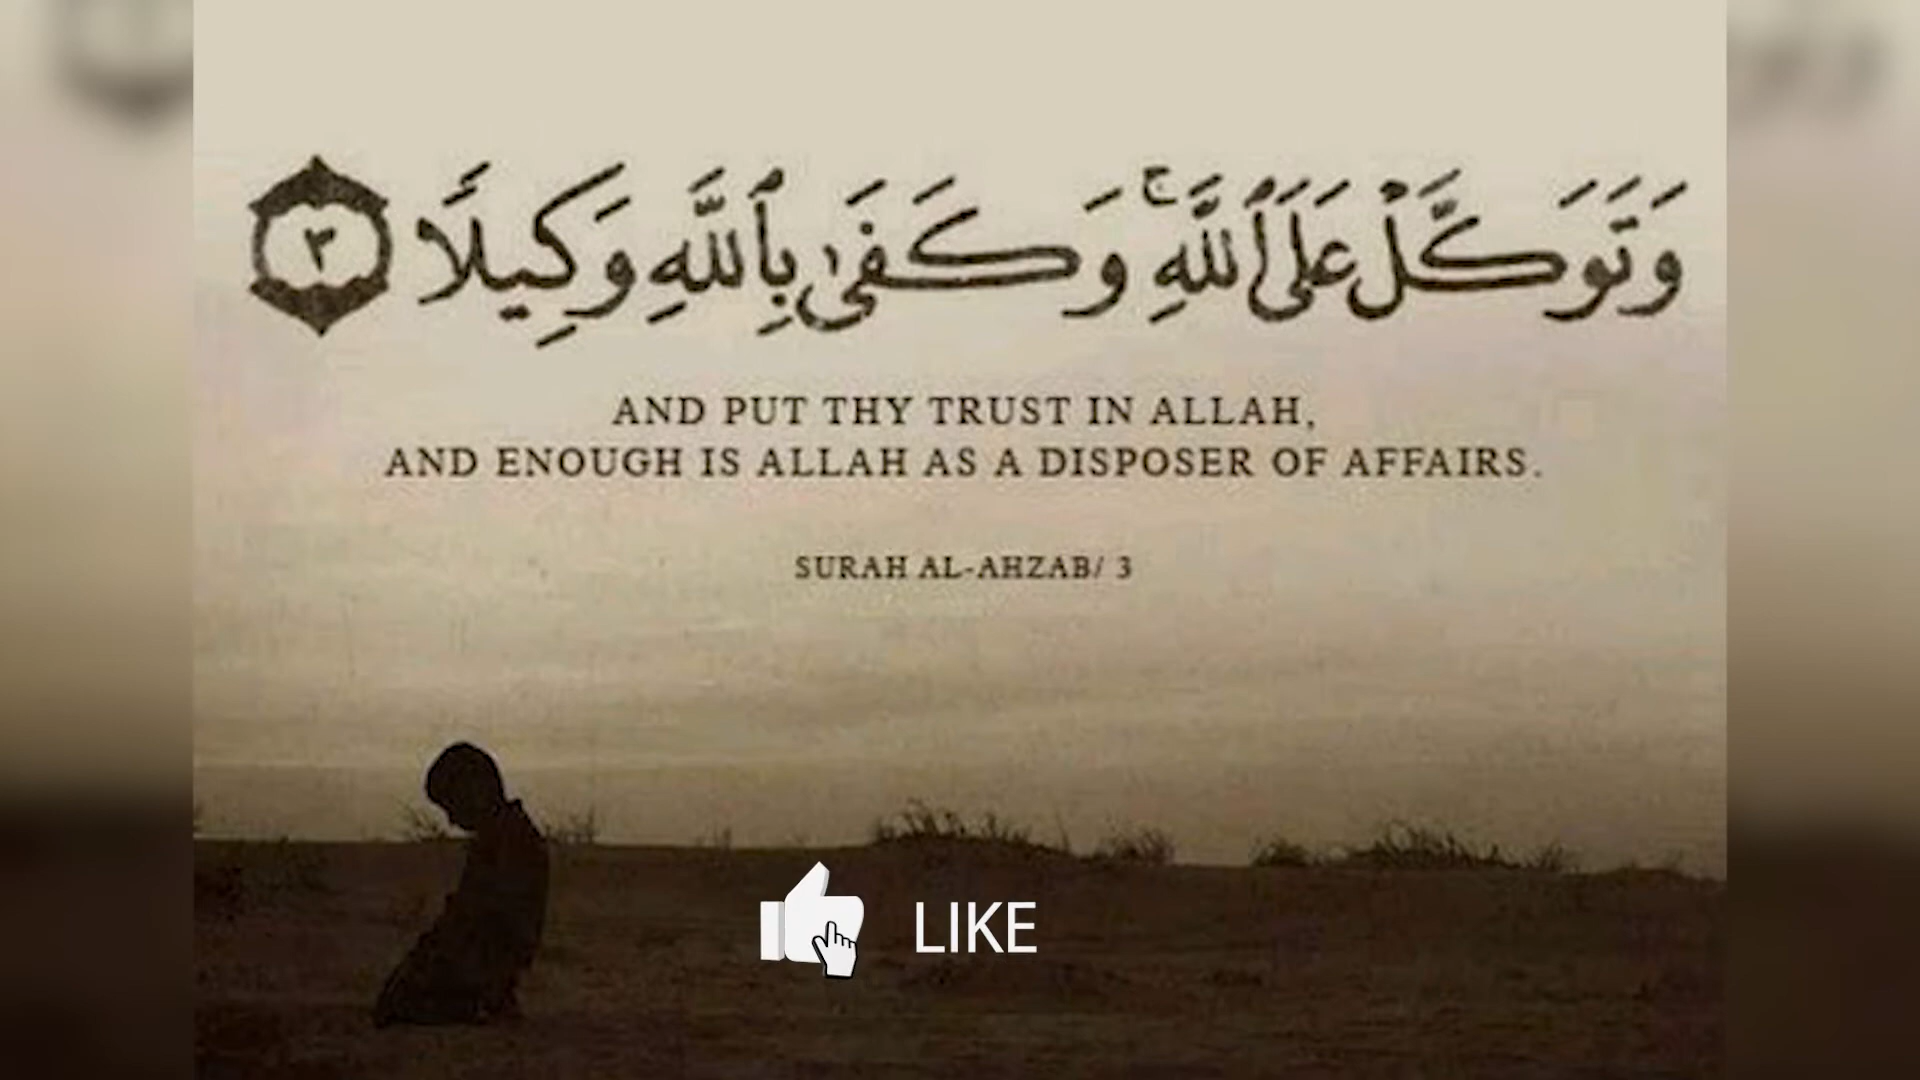 وَتَوَكَّلْ عَلَى ٱللَّهِ ۚ وَكَفَىٰ بِٱللَّهِ وَكِيلًا ٣
AND PUT THY TRUST IN ALLAH,
AND ENOUGH IS ALLAH AS A DISPOSER OF AFFAIRS.
SURAH AL-AHZAB/ 3
LIKE